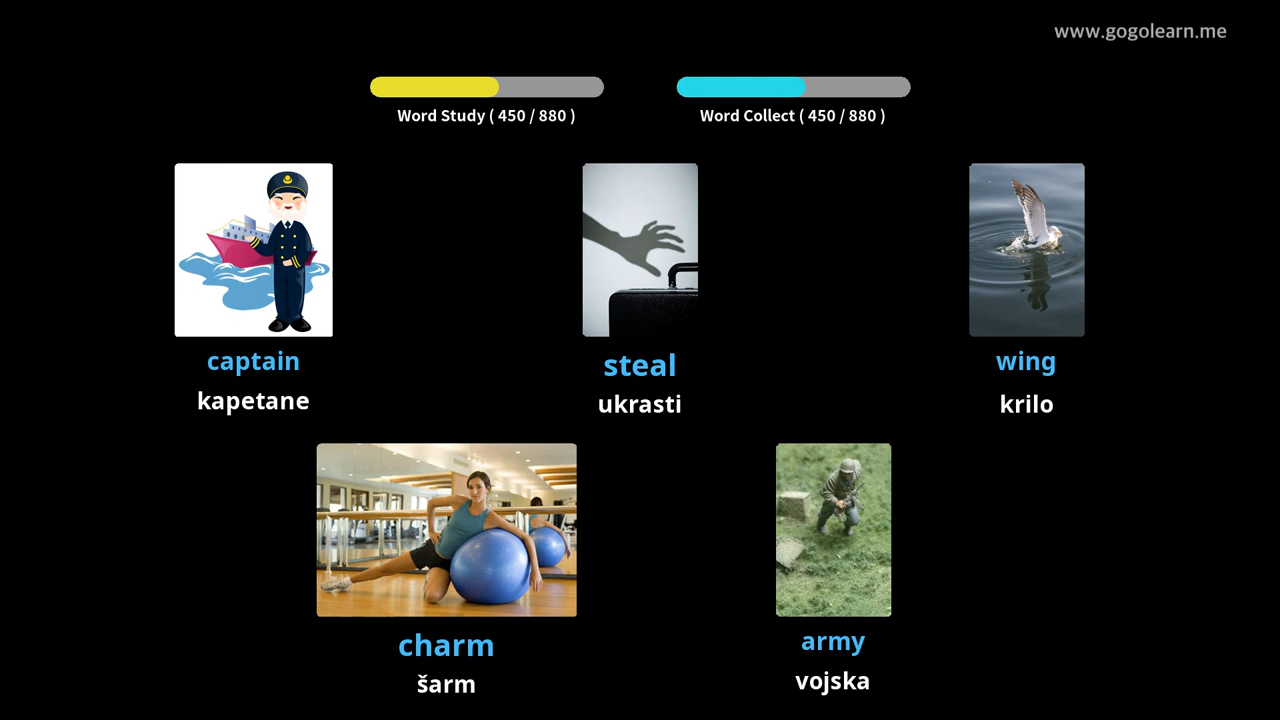 www.gogolearn.me
Word Study ( 450 / 880 )
Word Collect ( 450 / 880 )
captain
kapetane
steal
ukrasti
wing
krilo
charm
šarm
army
vojska